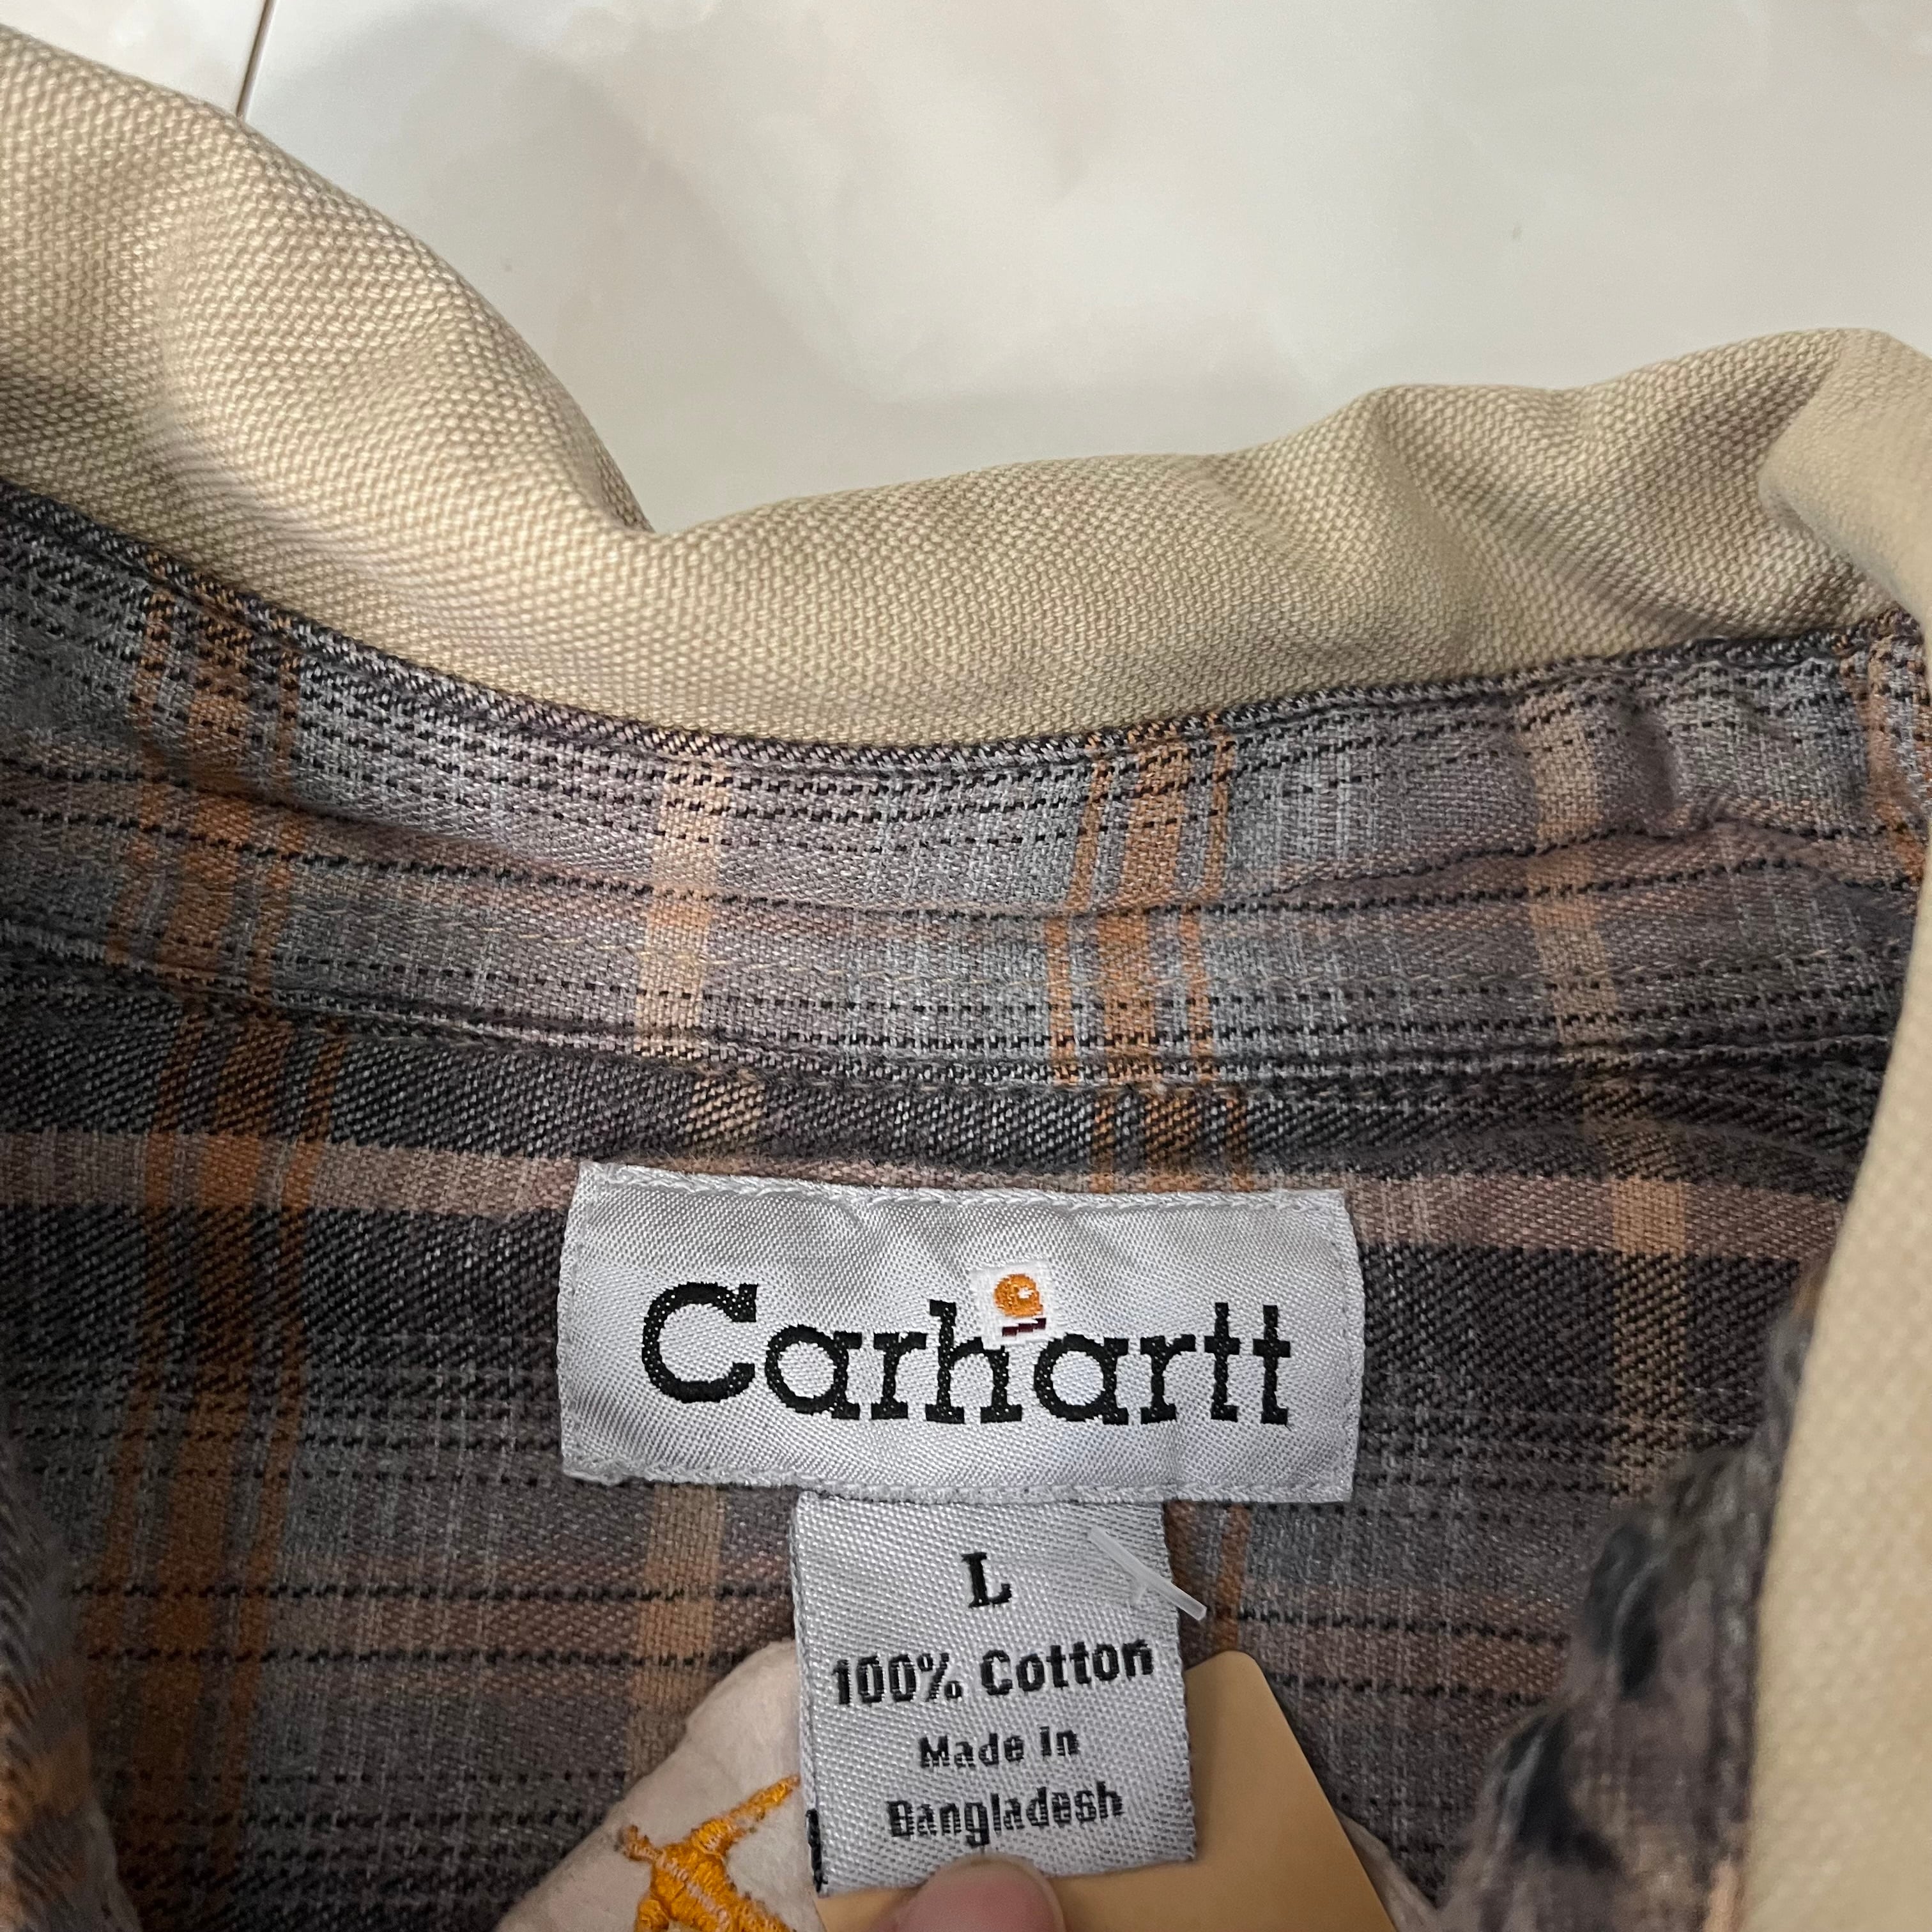 Carhartt
L
100% Cotton
Made in
Bangladesh